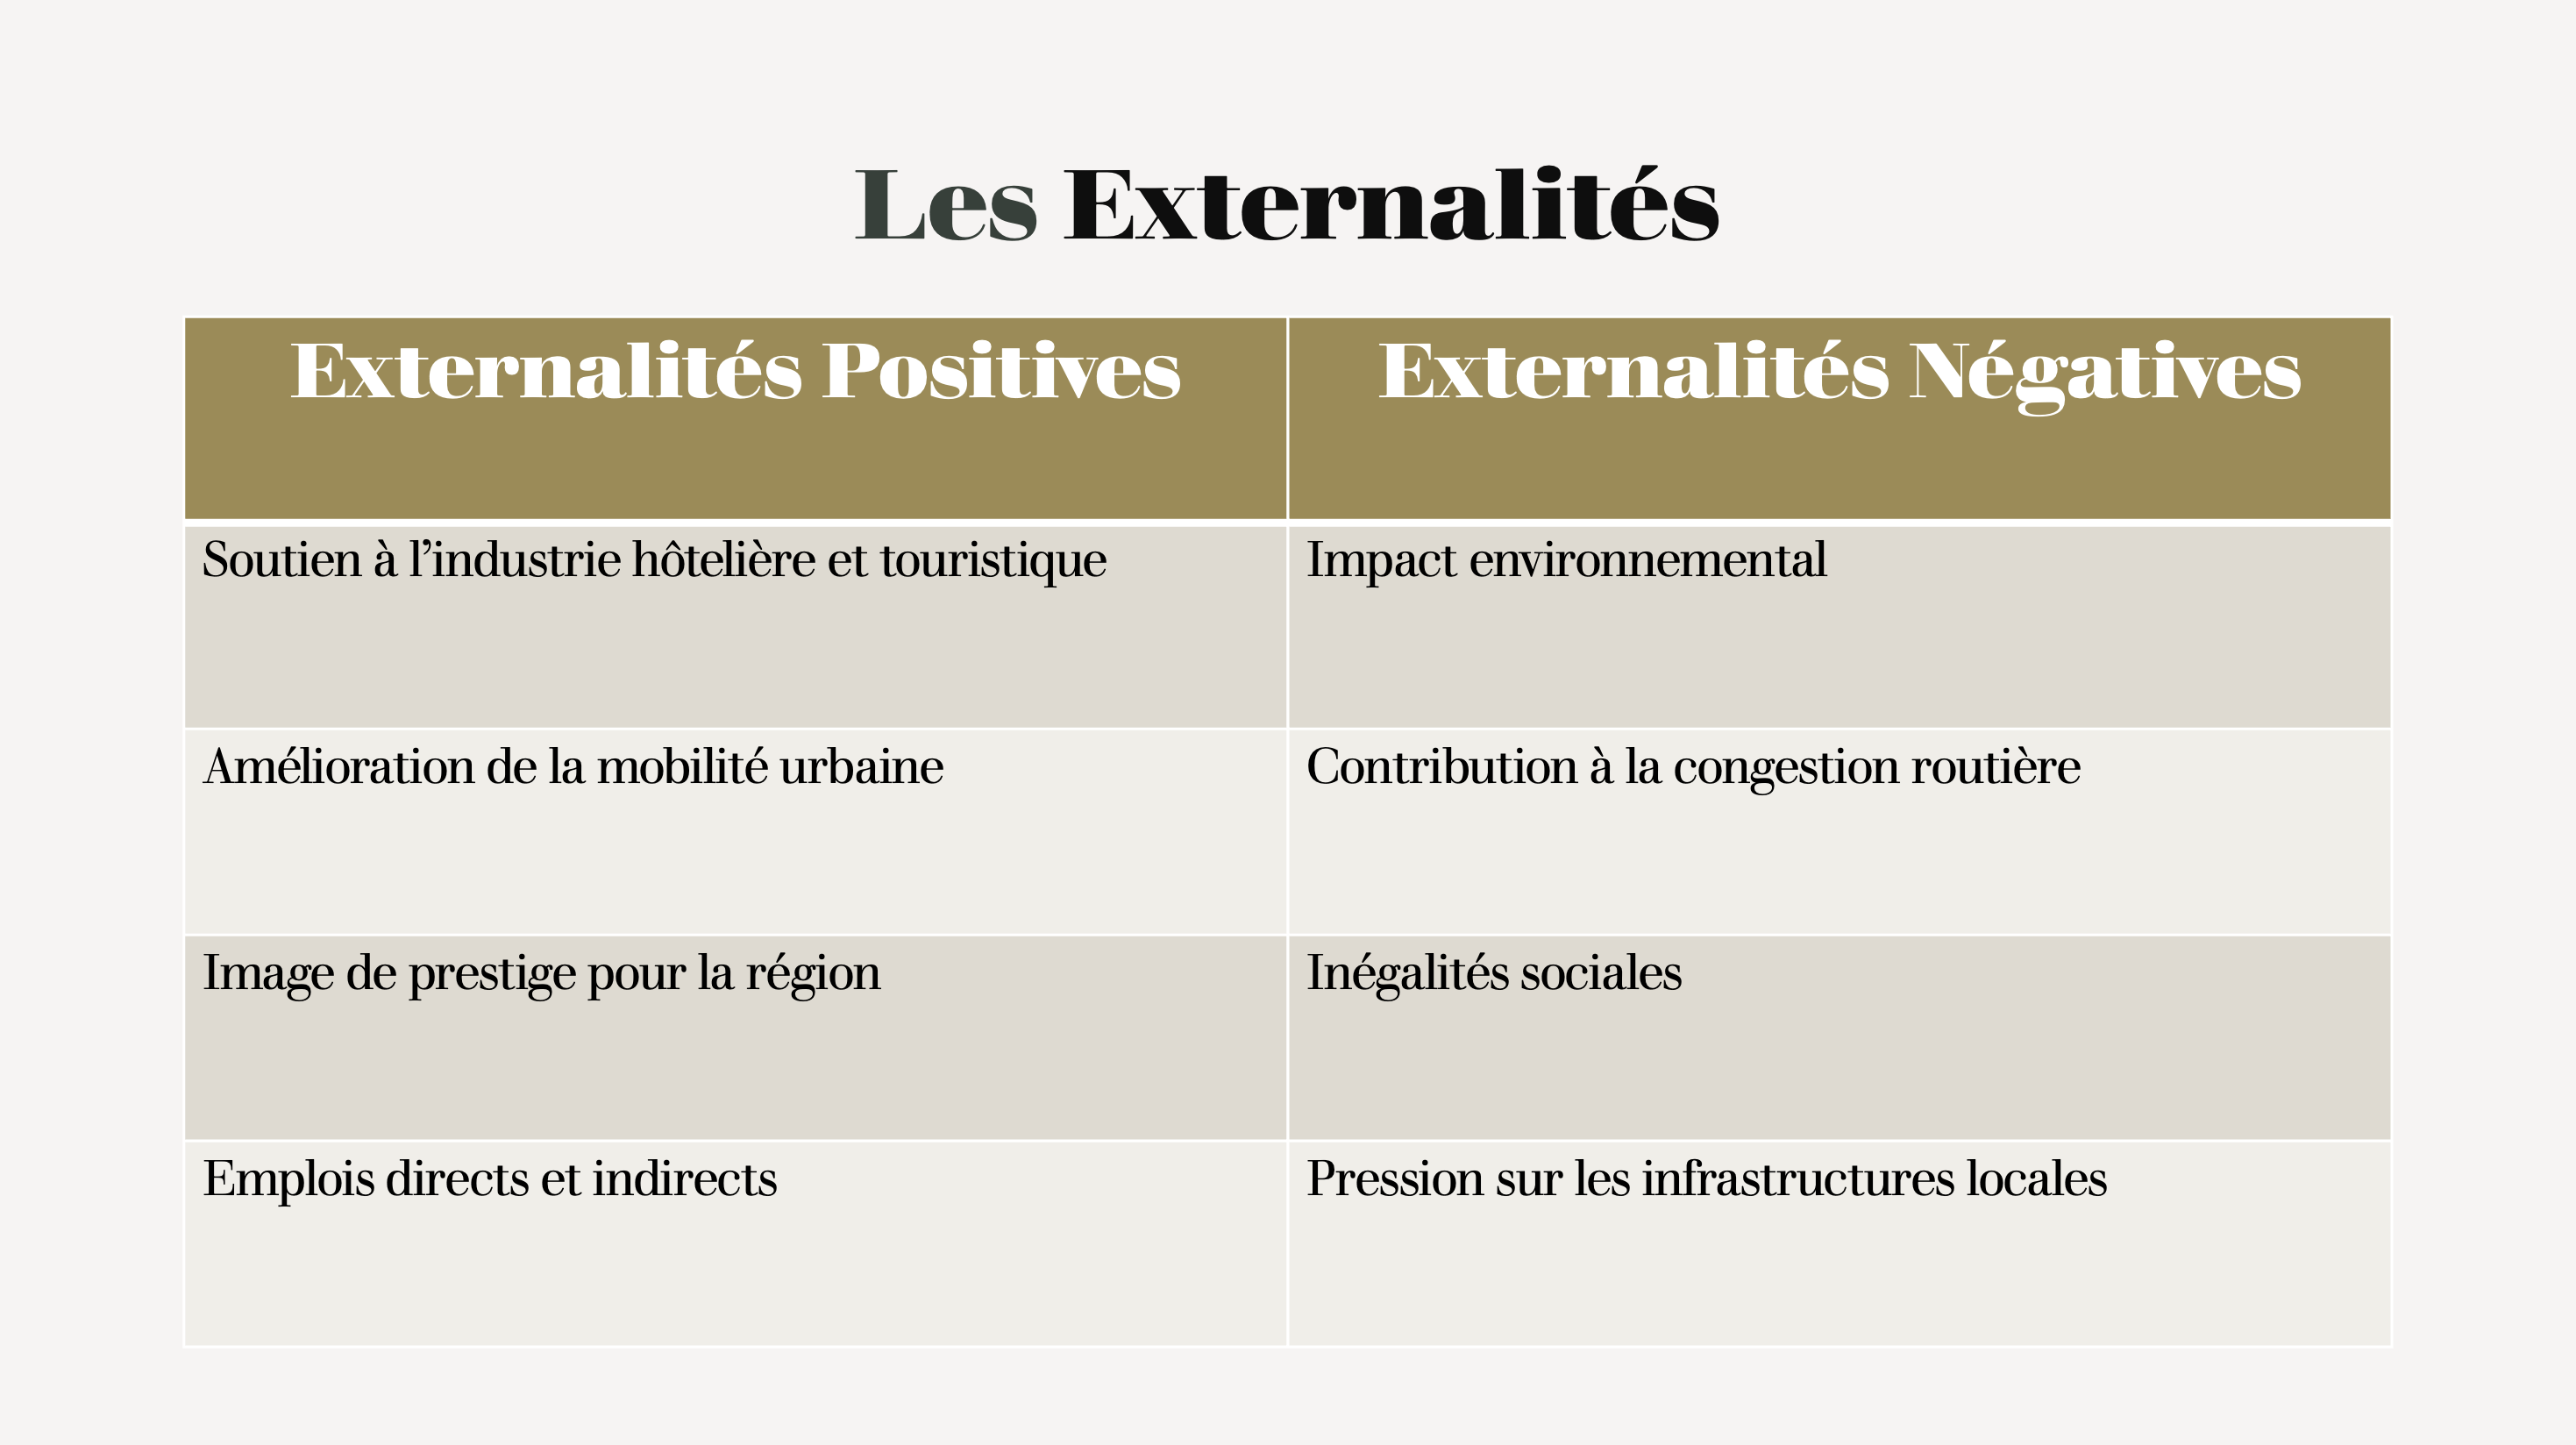 Les Externalités
Externalités Positives
Externalités Négatives
Soutien à l’industrie hôtelière et touristique
Impact environnemental
Amélioration de la mobilité urbaine
Contribution à la congestion routière
Image de prestige pour la région
Inégalités sociales
Emplois directs et indirects
Pression sur les infrastructures locales